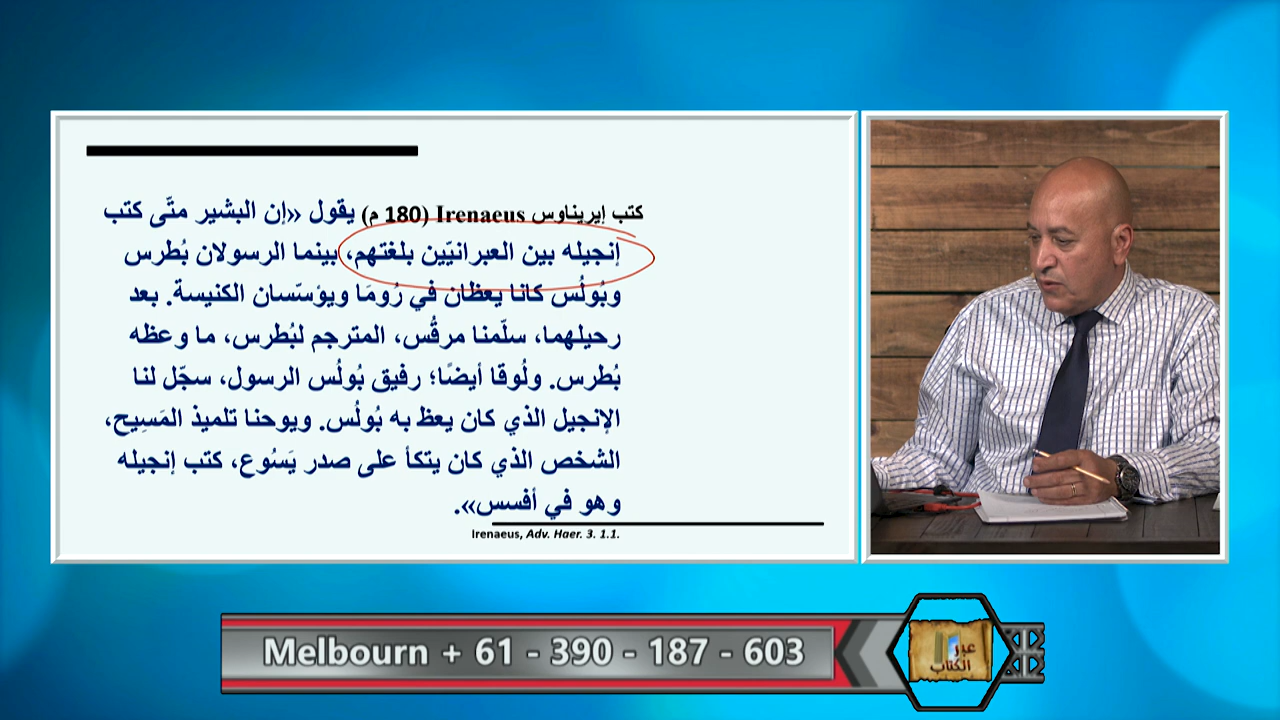 كتب إيريناوس Irenaeus (180 م) يقول «إن البشير متَّى كتب
إنجيله بين العبرانيّين بلغتهم، بينما الرسولان بُطرس
وبُولُس كانا يعظان في رُومَا ويؤسّسان الكنيسة. بعد
رحيلهما، سلّمنا مرقُس، المترجم لبُطرس، ما وعظه
بُطرس. ولُوقا أيضًا؛ رفيق بُولُس الرسول، سجّل لنا
الإنجيل الذي كان يعظ به بُولُس. ويوحنا تلميذ المَسِيح،
الشخص الذي كان يتكأ على صدر يَسُوع، كتب إنجيله
وهو في أفسس».
Irenaeus, Adv. Haer. 3. 1.1.
Melbourn + 61 - 390 - 187 - 603
عبر
الكتاب